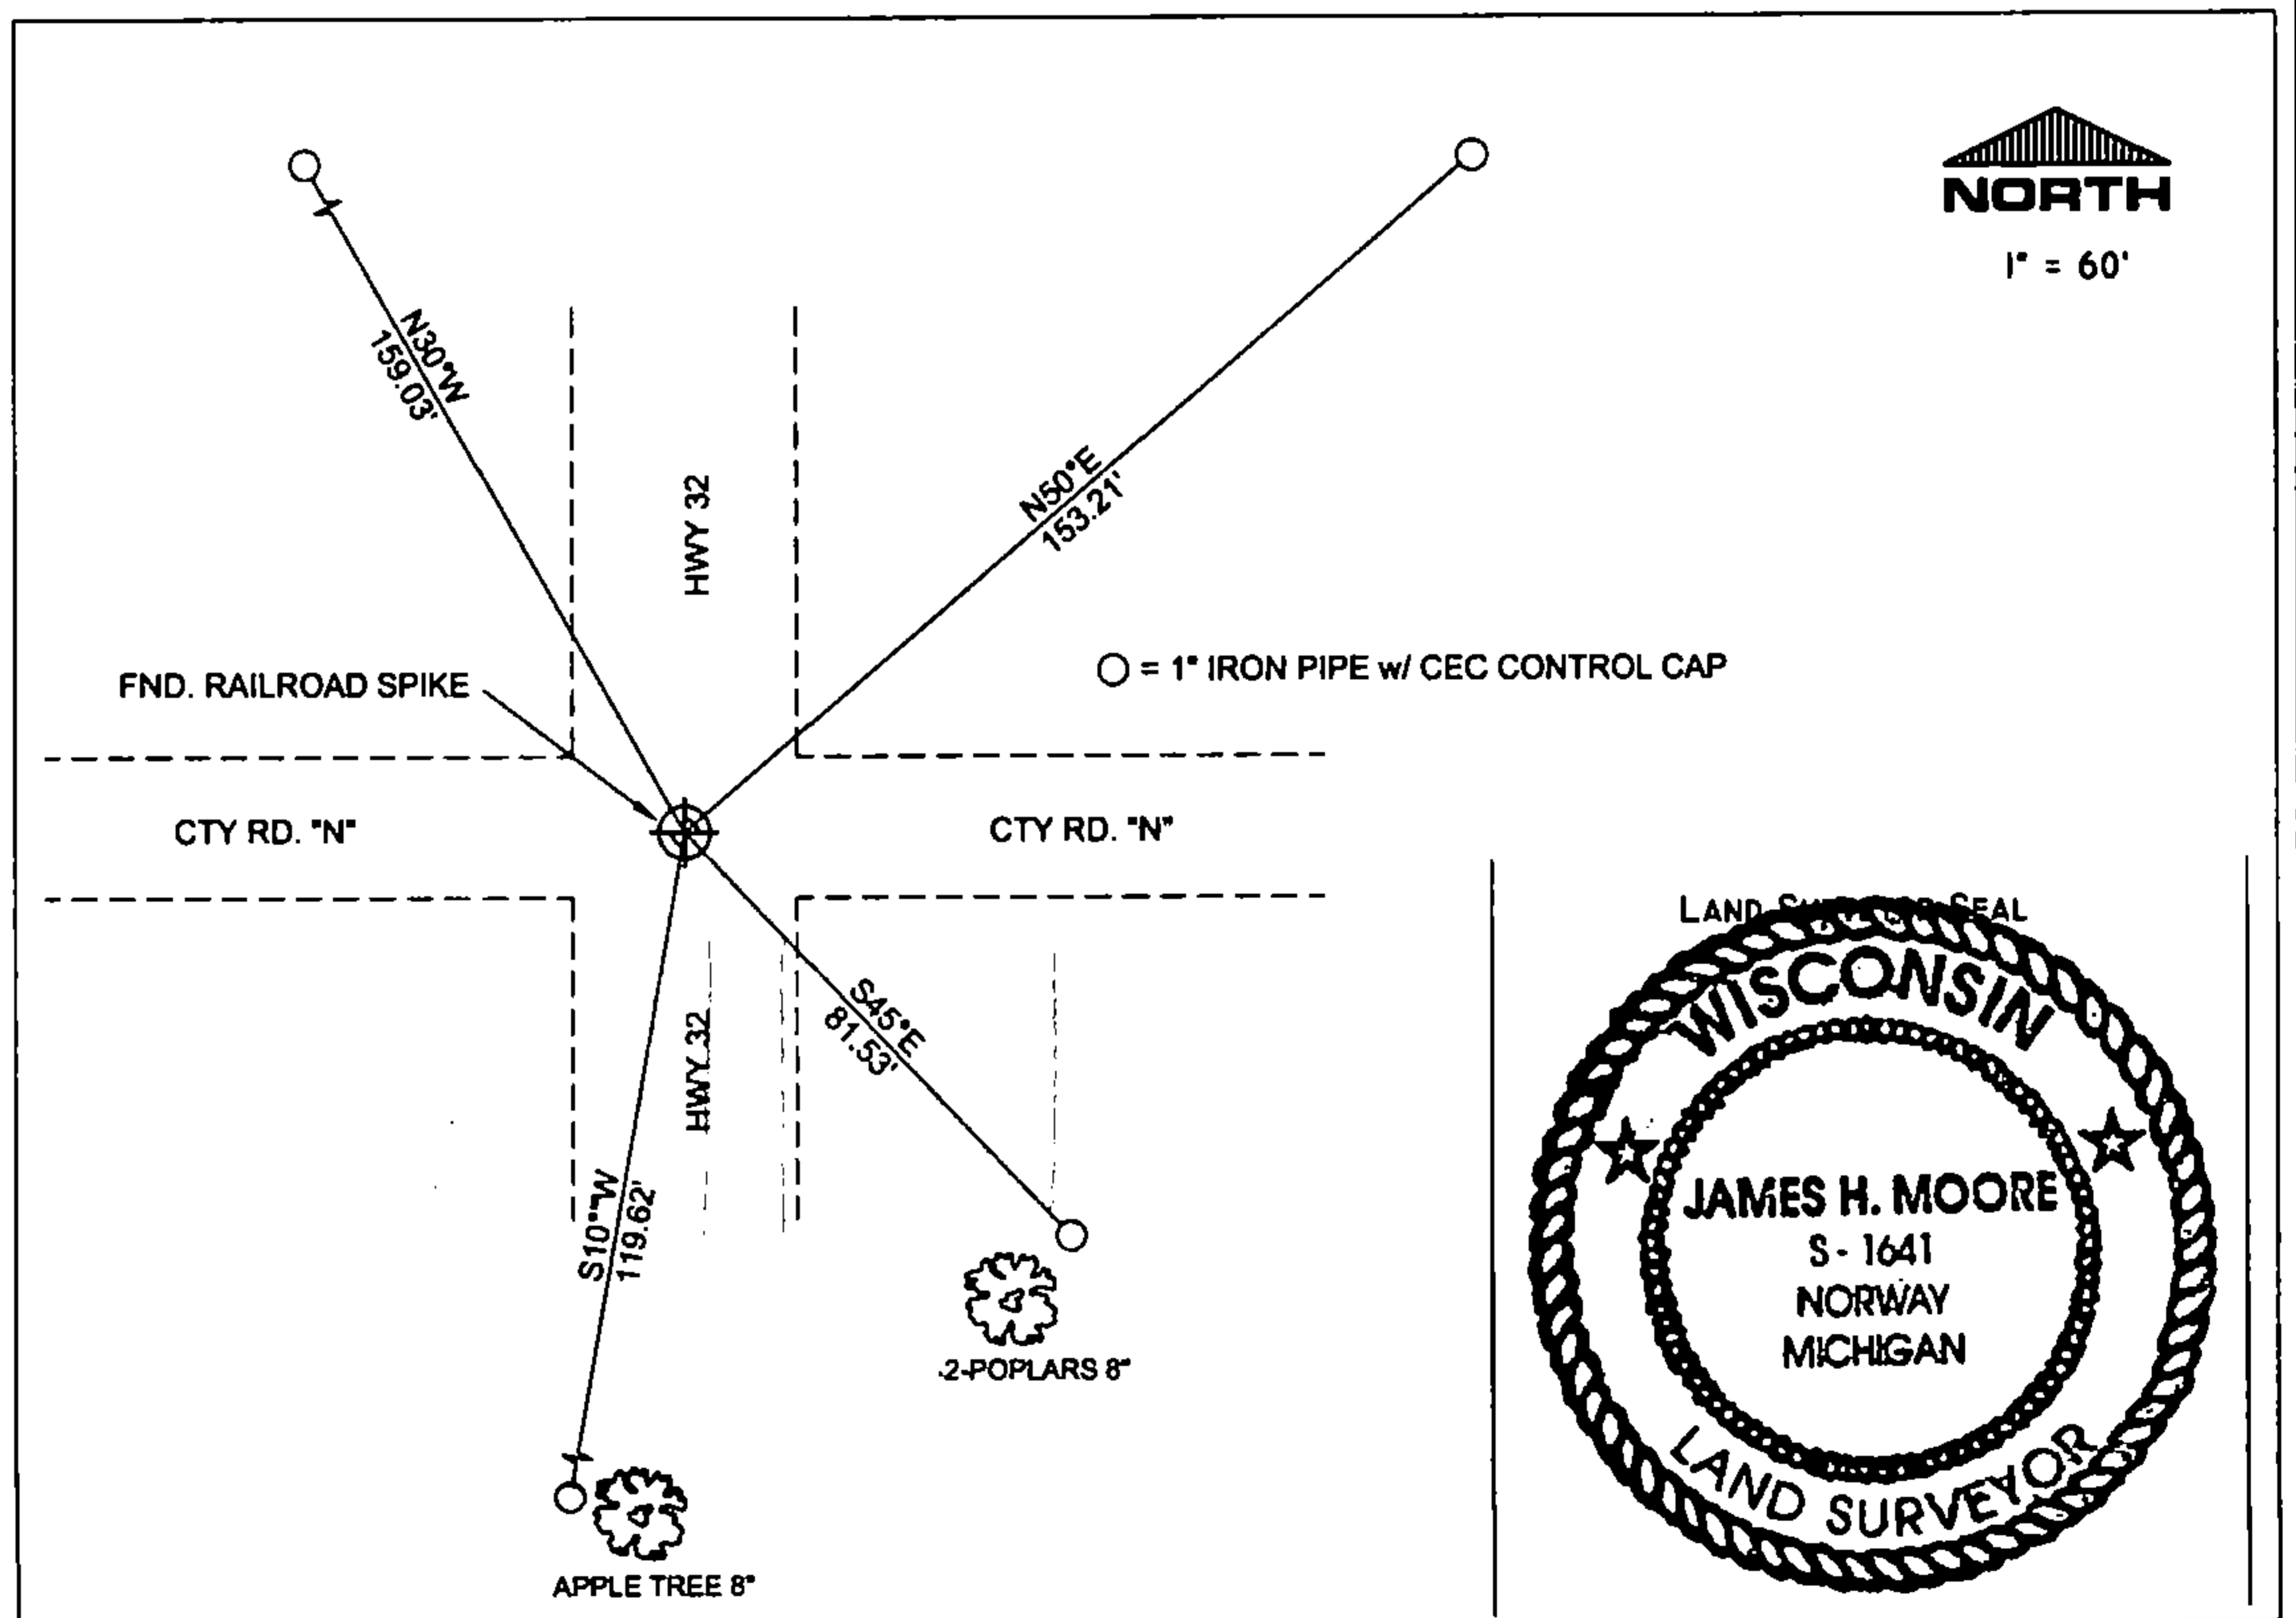 NORTH
1" = 60'
N30°W
159.03'
N50°E
153.21'
HWY 32
FND. RAILROAD SPIKE
= 1" IRON PIPE w/ CEC CONTROL CAP
CTY RD. "N"
CTY RD. "N"
LAND SEAL
WISCONSIN
JAMES H. MOORE
S - 1641
NORWAY
MICHIGAN
LAND SURVEYOR
S45°E
81.53'
HWY 32
S10°'W
119.62'
2-POPLARS 8"
APPLE TREE 8"